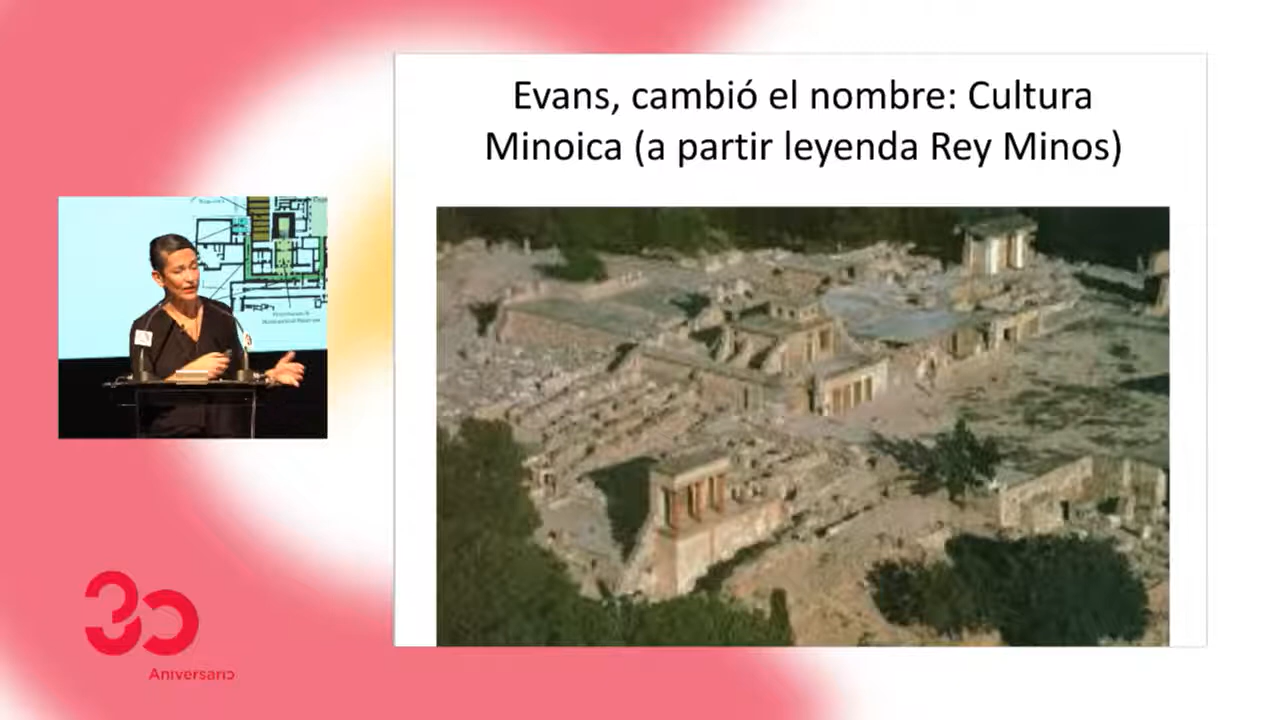 Evans, cambió el nombre: Cultura
Minoica (a partir leyenda Rey Minos)
30
Aniversario